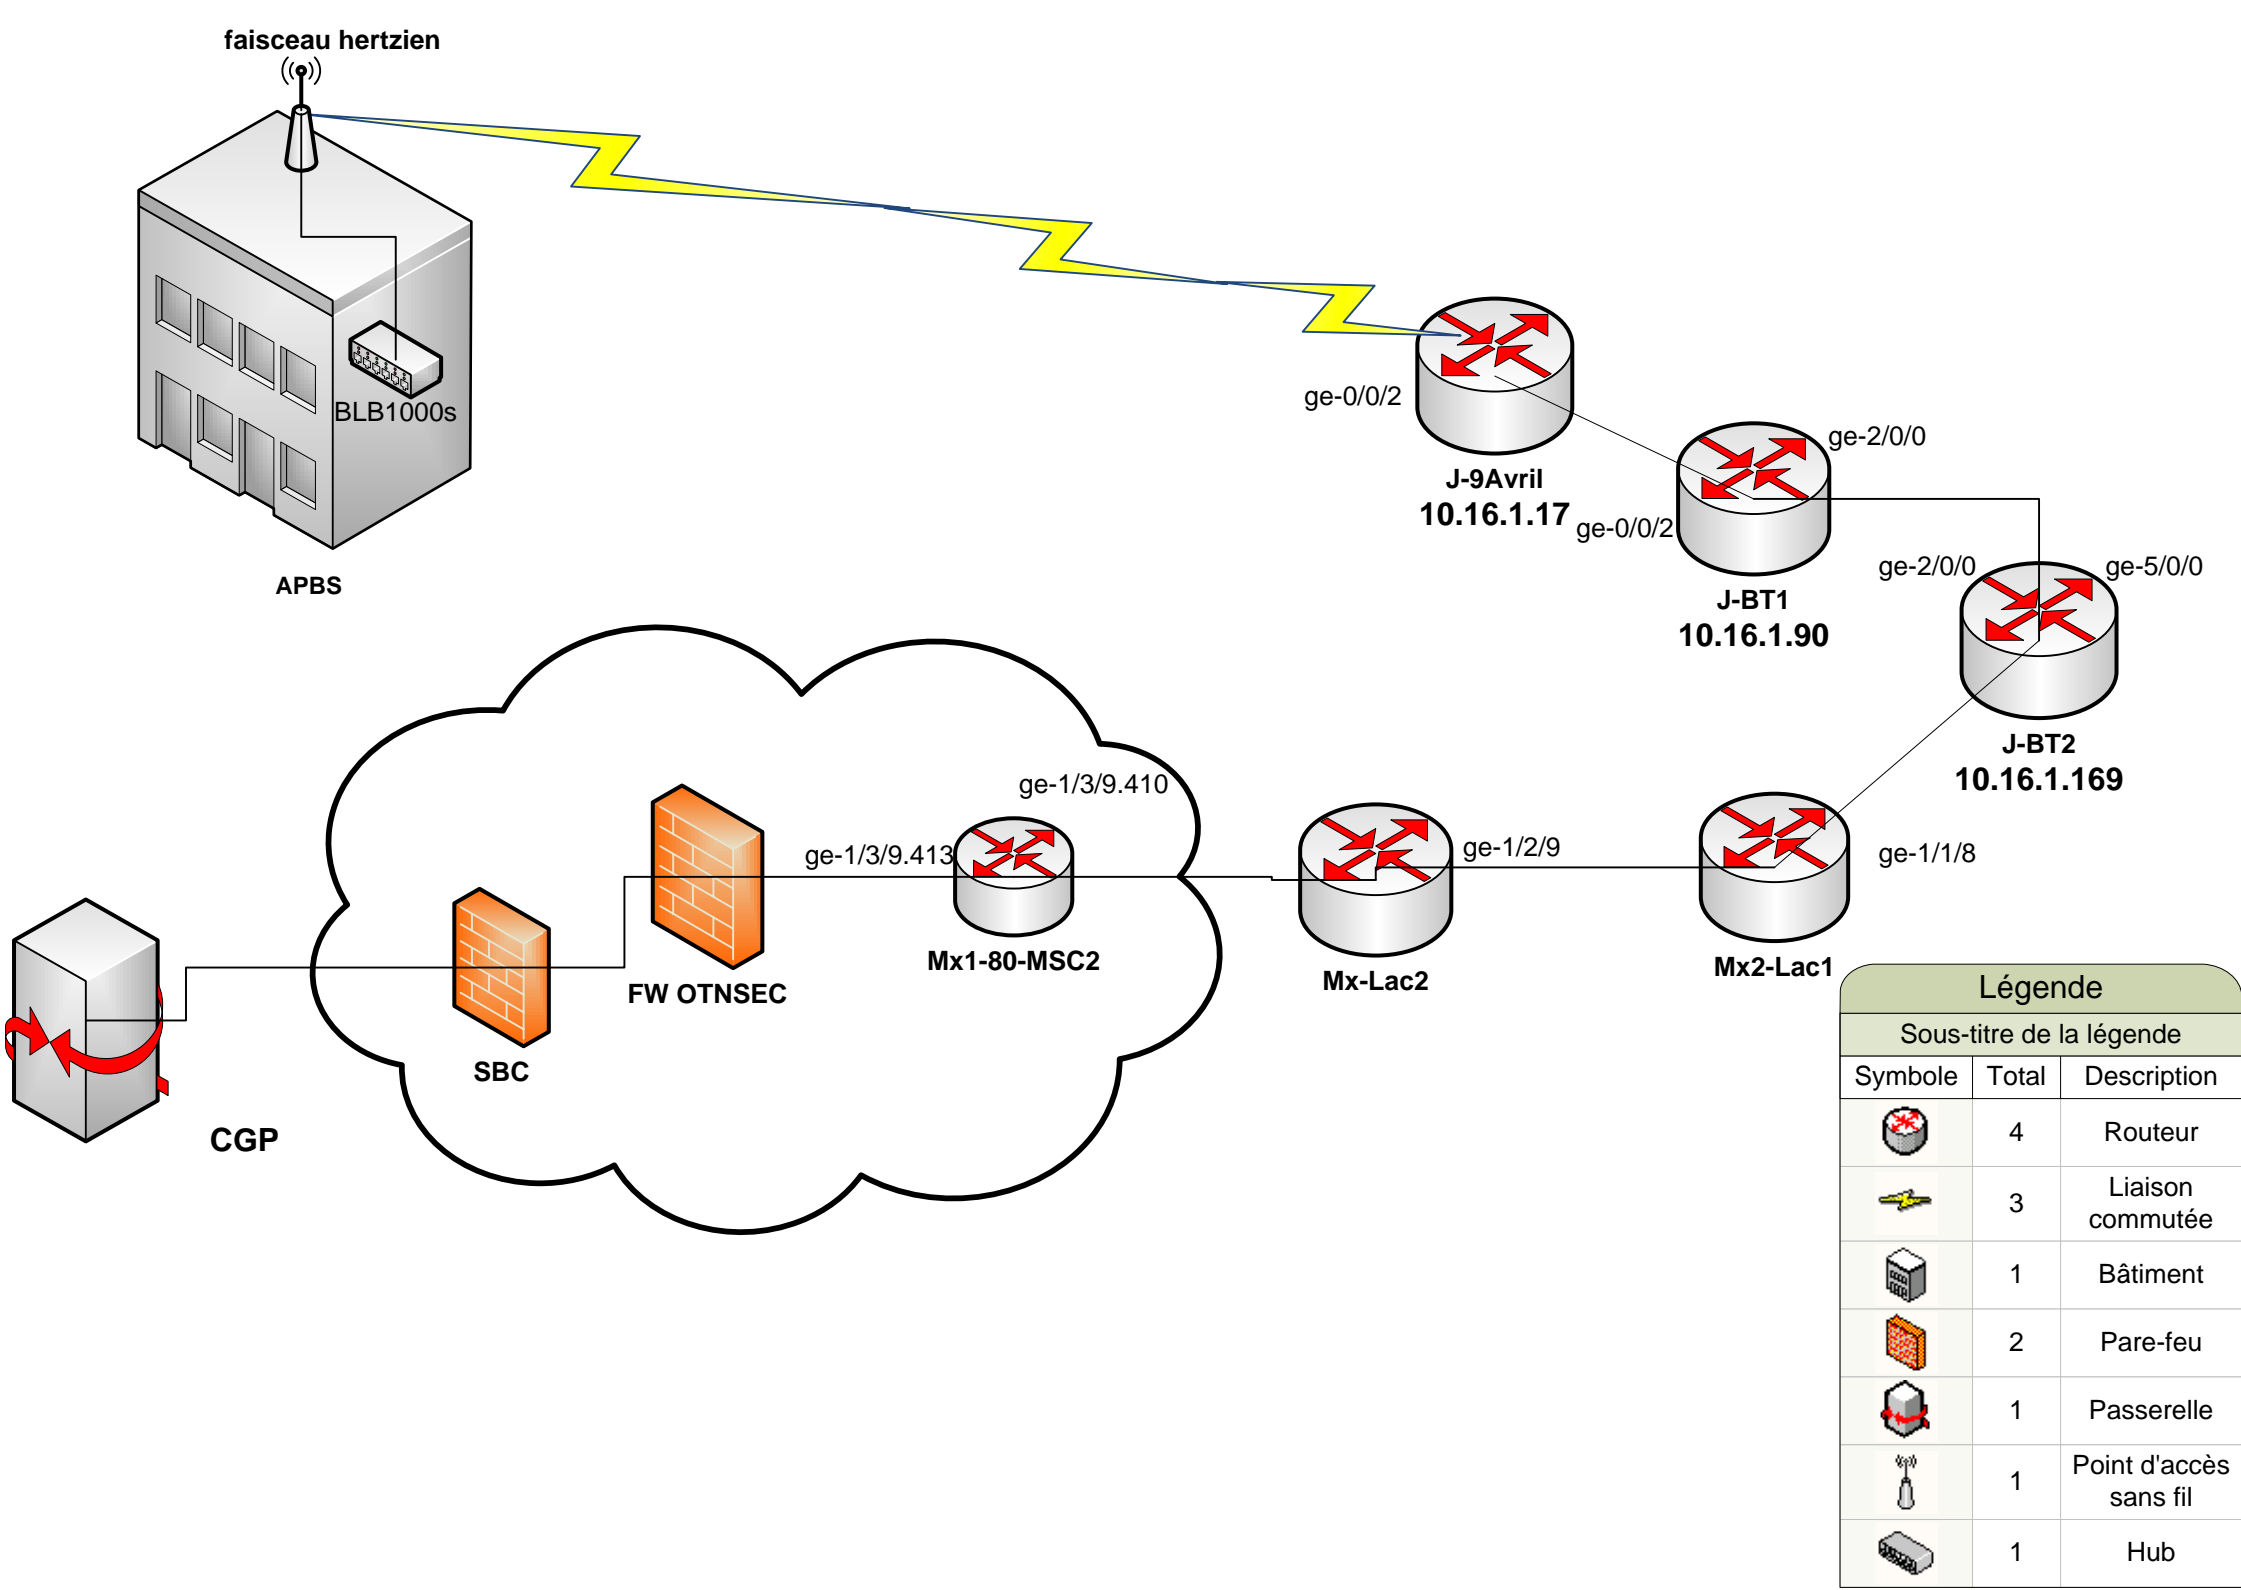 faisceau hertzien
BLB1000s
APBS
ge-0/0/2
J-9Avril
10.16.1.17
ge-2/0/0
ge-0/0/2
J-BT1
10.16.1.90
ge-2/0/0
ge-5/0/0
J-BT2
10.16.1.169
ge-1/3/9.410
ge-1/3/9.413
Mx1-80-MSC2
FW OTNSEC
SBC
CGP
ge-1/2/9
Mx-Lac2
ge-1/1/8
Mx2-Lac1
Légende
Sous-titre de la légende
Symbole Total Description
4 Routeur
3 Liaison
commutée
1 Bâtiment
2 Pare-feu
1 Passerelle
1 Point d'accès
sans fil
1 Hub